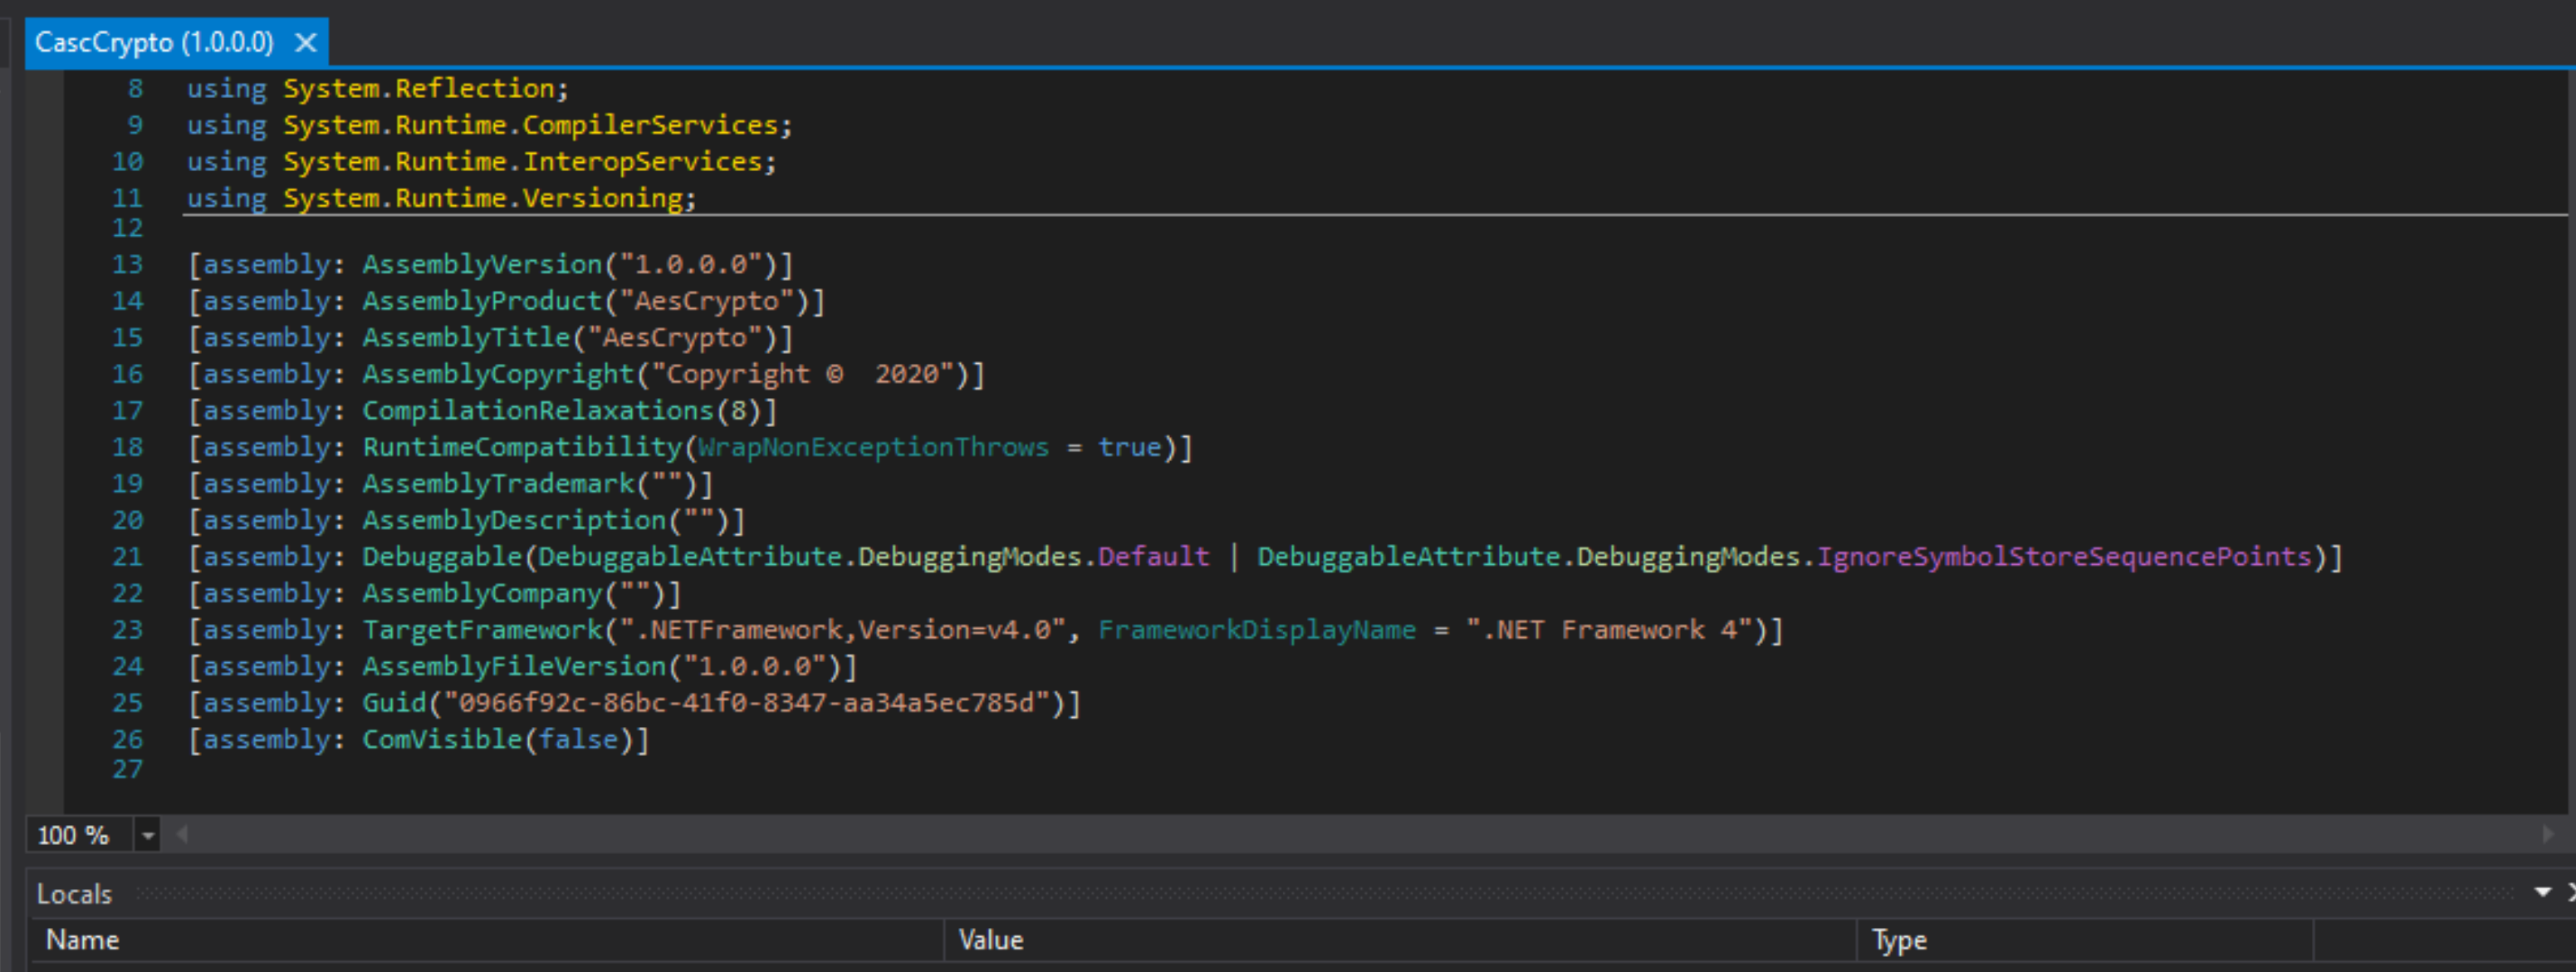 CascCrypto (1.0.0.0)
8 using System.Reflection;
9 using System.Runtime.CompilerServices;
10 using System.Runtime.InteropServices;
11 using System.Runtime.Versioning;
12
13 [assembly: AssemblyVersion("1.0.0.0")]
14 [assembly: AssemblyProduct("AesCrypto")]
15 [assembly: AssemblyTitle("AesCrypto")]
16 [assembly: AssemblyCopyright("Copyright ©  2020")]
17 [assembly: CompilationRelaxations(8)]
18 [assembly: RuntimeCompatibility(WrapNonExceptionThrows = true)]
19 [assembly: AssemblyTrademark("")]
20 [assembly: AssemblyDescription("")]
21 [assembly: Debuggable(DebuggableAttribute.DebuggingModes.Default | DebuggableAttribute.DebuggingModes.IgnoreSymbolStoreSequencePoints)]
22 [assembly: AssemblyCompany("")]
23 [assembly: TargetFramework(".NETFramework,Version=v4.0", FrameworkDisplayName = ".NET Framework 4")]
24 [assembly: AssemblyFileVersion("1.0.0.0")]
25 [assembly: Guid("0966f92c-86bc-41f0-8347-aa34a5ec785d")]
26 [assembly: ComVisible(false)]
27
100 %
Locals
Name Value Type